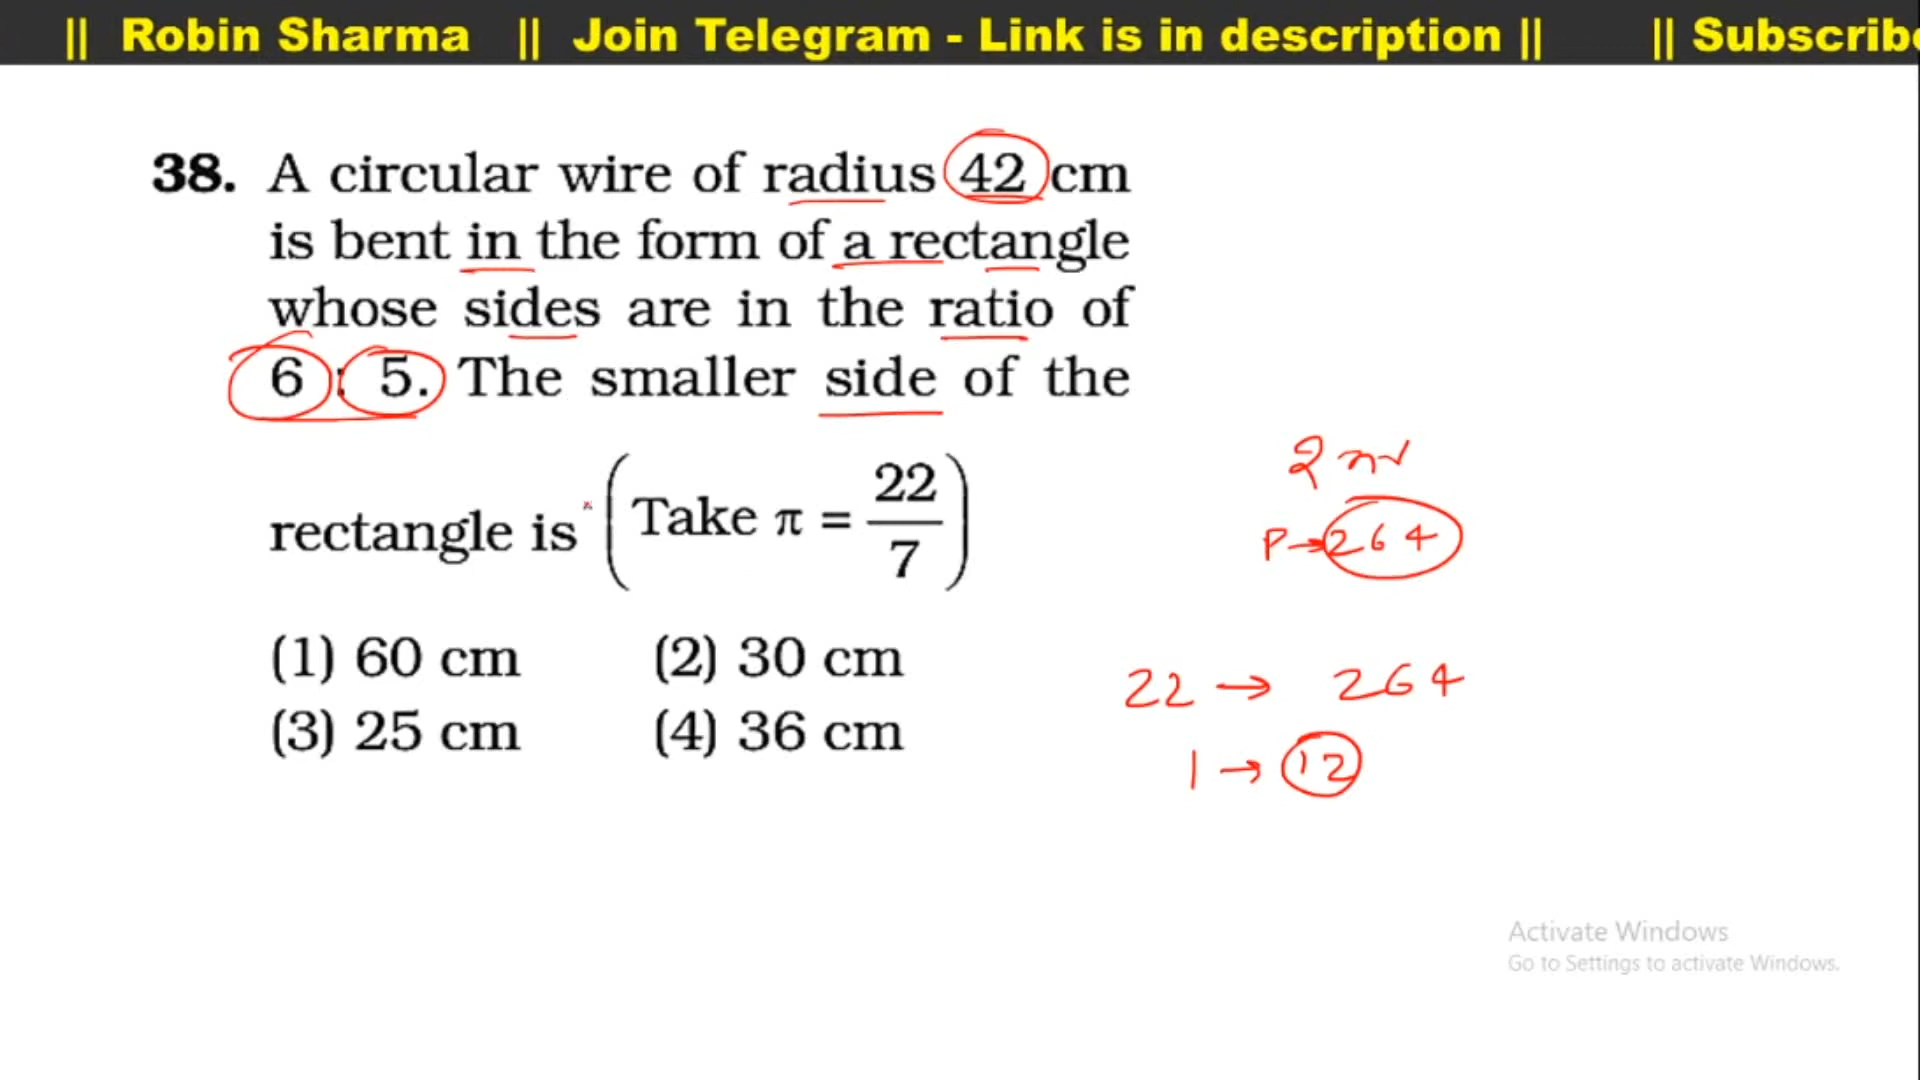 || Robin Sharma || Join Telegram - Link is in description || || Subscribe
38. A circular wire of radius 42 cm
is bent in the form of a rectangle
whose sides are in the ratio of
6 : 5. The smaller side of the
rectangle is (Take π = 22/7)
(1) 60 cm (2) 30 cm
(3) 25 cm (4) 36 cm
2πr
P→264
22 → 264
1 → 12
Activate Windows
Go to Settings to activate Windows.